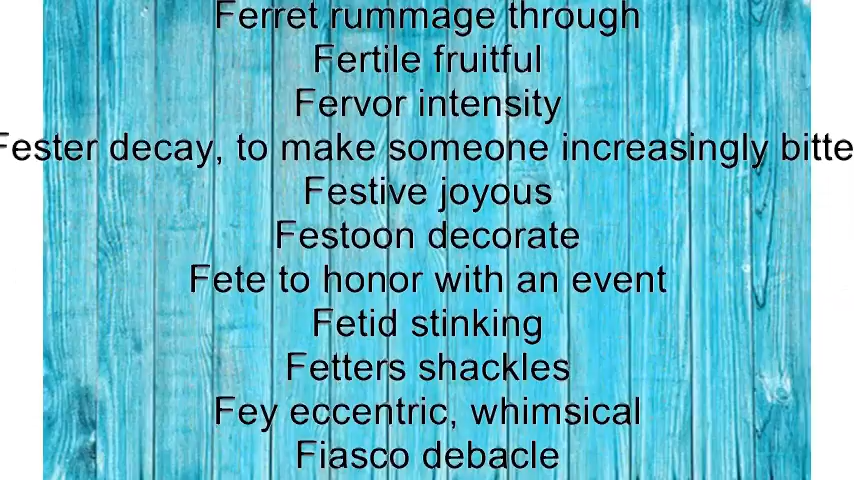 Ferret rummage through
Fertile fruitful
Fervor intensity
Fester decay, to make someone increasingly bitte
Festive joyous
Festoon decorate
Fete to honor with an event
Fetid stinking
Fetters shackles
Fey eccentric, whimsical
Fiasco debacle